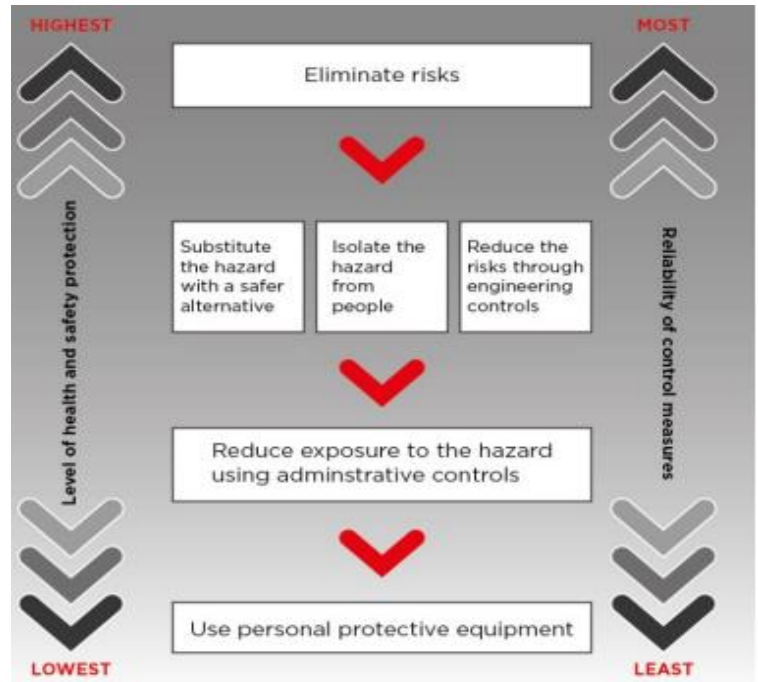 HIGHEST
MOST
Eliminate risks
Level of health and safety protection
Substitute
the hazard
with a safer
alternative
Isolate the
hazard
from
people
Reduce the
risks through
engineering
controls
Reliability of control measures
Reduce exposure to the hazard
using adminstrative controls
Use personal protective equipment
LOWEST
LEAST